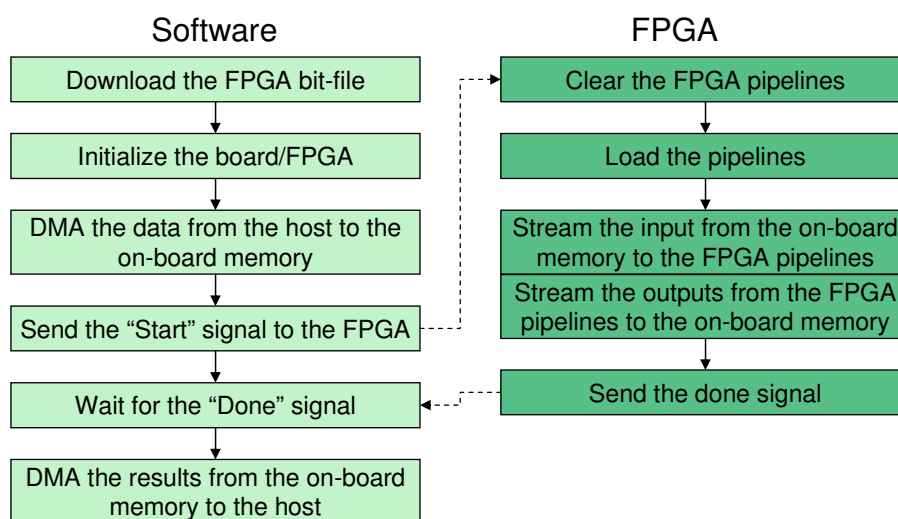 Software
Download the FPGA bit-file
Initialize the board/FPGA
DMA the data from the host to the
on-board memory
Send the “Start” signal to the FPGA
Wait for the “Done” signal
DMA the results from the on-board
memory to the host
FPGA
Clear the FPGA pipelines
Load the pipelines
Stream the input from the on-board
memory to the FPGA pipelines
Stream the outputs from the FPGA
pipelines to the on-board memory
Send the done signal